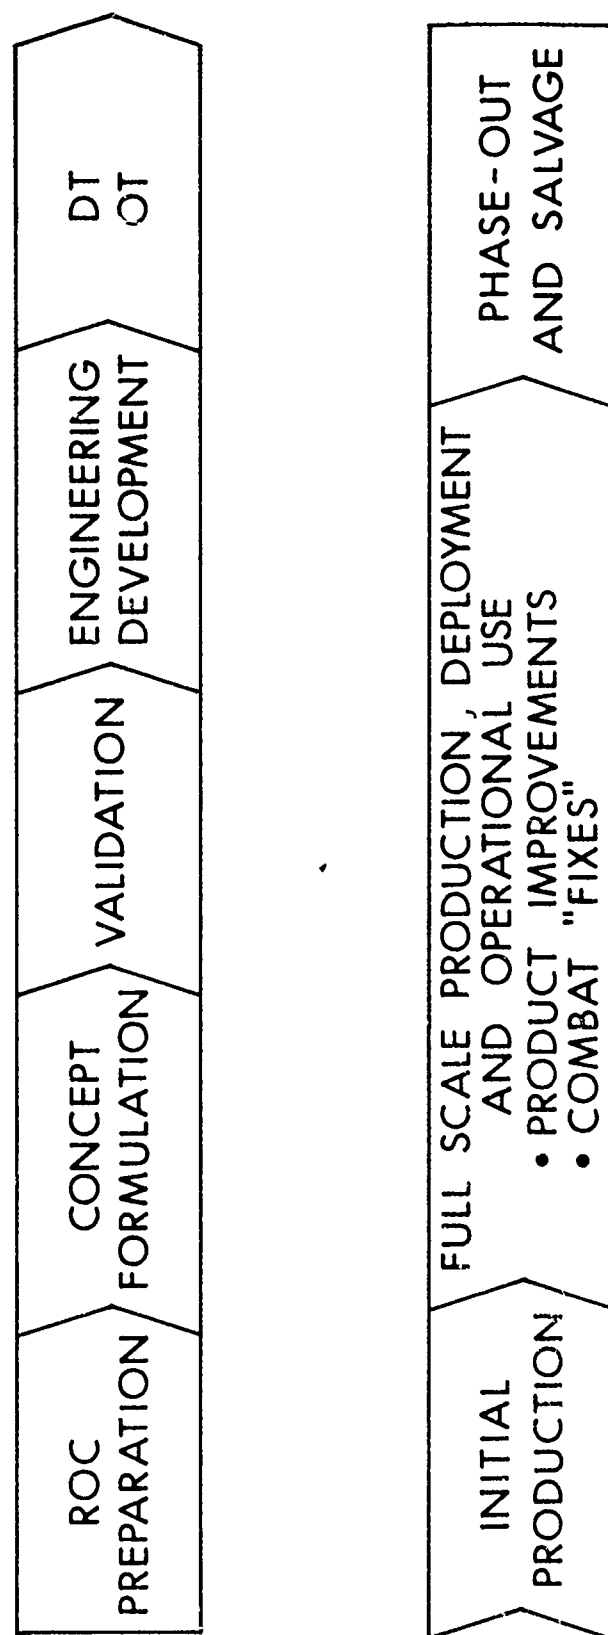 ROC
PREPARATION
CONCEPT
FORMULATION
VALIDATION
ENGINEERING
DEVELOPMENT
DT
OT
INITIAL
PRODUCTION
FULL SCALE PRODUCTION, DEPLOYMENT
AND OPERATIONAL USE
• PRODUCT IMPROVEMENTS
• COMBAT "FIXES"
PHASE-OUT
AND SALVAGE